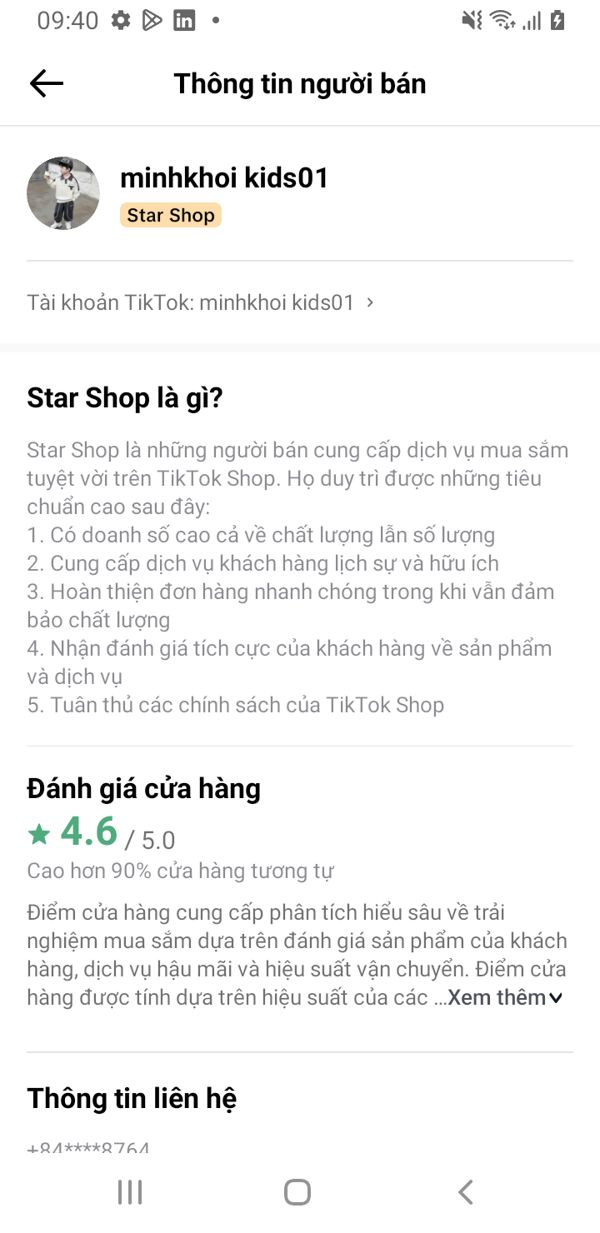 09:40
Thông tin người bán
minhkhoi kids01
Star Shop
Tài khoản TikTok: minhkhoi kids01 >
Star Shop là gì?
Star Shop là những người bán cung cấp dịch vụ mua sắm
tuyệt vời trên TikTok Shop. Họ duy trì được những tiêu
chuẩn cao sau đây:
1. Có doanh số cao cả về chất lượng lẫn số lượng
2. Cung cấp dịch vụ khách hàng lịch sự và hữu ích
3. Hoàn thiện đơn hàng nhanh chóng trong khi vẫn đảm
bảo chất lượng
4. Nhận đánh giá tích cực của khách hàng về sản phẩm
và dịch vụ
5. Tuân thủ các chính sách của TikTok Shop
Đánh giá cửa hàng
4.6 / 5.0
Cao hơn 90% cửa hàng tương tự
Điểm cửa hàng cung cấp phân tích hiểu sâu về trải
nghiệm mua sắm dựa trên đánh giá sản phẩm của khách
hàng, dịch vụ hậu mãi và hiệu suất vận chuyển. Điểm cửa
hàng được tính dựa trên hiệu suất của các ...Xem thêm
Thông tin liên hệ
+84****8764